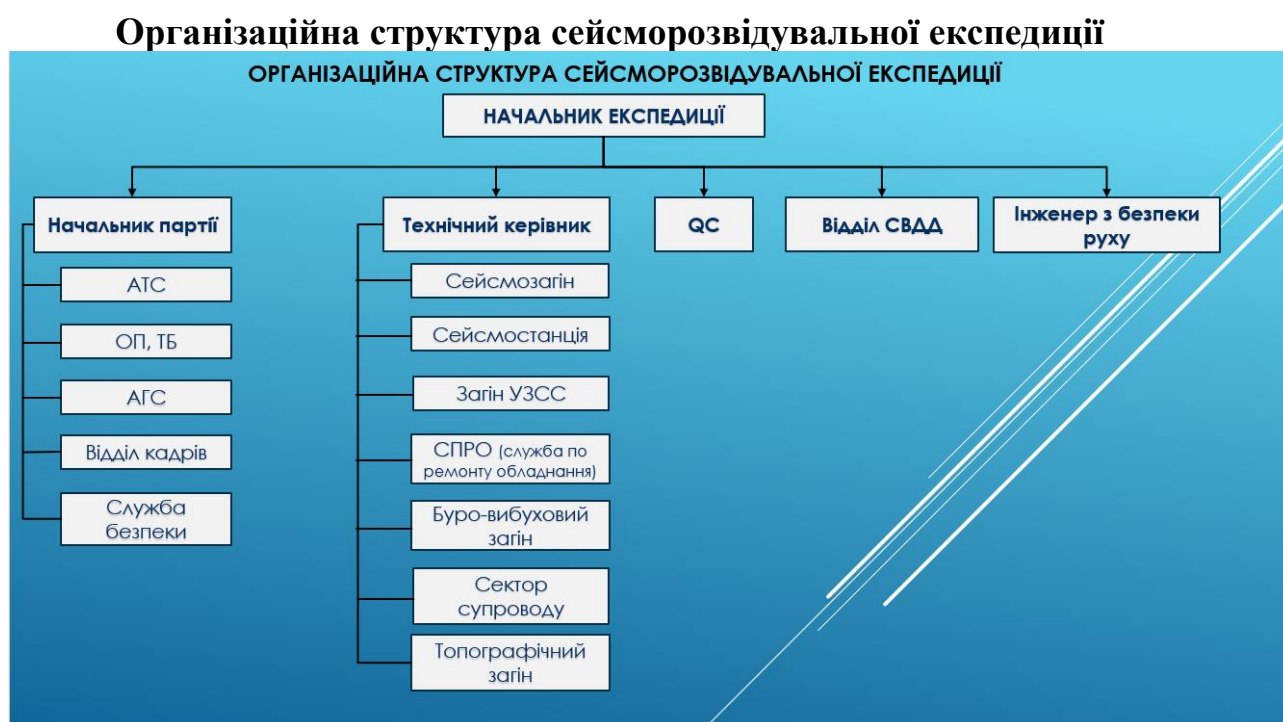 Організаційна структура сейсморозвідувальної експедиції
ОРГАНІЗАЦІЙНА СТРУКТУРА СЕЙСМОРОЗВІДУВАЛЬНОЇ ЕКСПЕДИЦІЇ
НАЧАЛЬНИК ЕКСПЕДИЦІЇ
Начальник партії
АТС
ОП, ТБ
АГС
Відділ кадрів
Служба
безпеки
Технічний керівник
Сейсмозагін
Сейсмостанція
Загін УЗСС
СПРО (служба по
ремонту обладнання)
Буро-вибуховий
загін
Сектор
супроводу
Топографічний
загін
QC
Відділ СВДД
Інженер з безпеки
руху